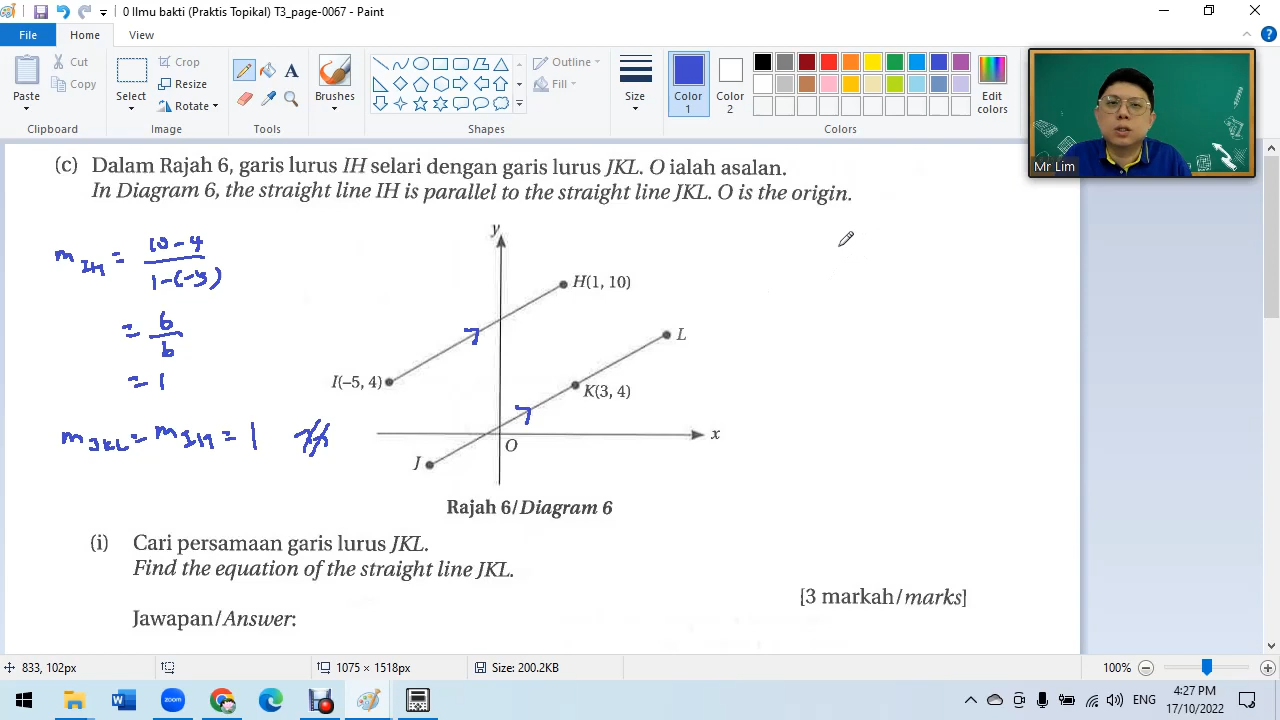 0 Ilmu bakti (Praktis Topikal) T3_page-0067 - Paint
File Home View
Paste Cut Copy Clipboard
Select Crop Resize Rotate Image
Tools
Brushes
Shapes Outline Fill
Size
Color 1 Color 2 Edit colors Colors
Mr Lim
(c) Dalam Rajah 6, garis lurus IH selari dengan garis lurus JKL. O ialah asalan.
In Diagram 6, the straight line IH is parallel to the straight line JKL. O is the origin.
m IH = 10 - 4
1 - (-5)
= 6
6
= 1
m JKL = m IH = 1
y
H(1, 10)
L
I(–5, 4)
K(3, 4)
x
O
J
Rajah 6/Diagram 6
(i) Cari persamaan garis lurus JKL.
Find the equation of the straight line JKL.
[3 markah/marks]
Jawapan/Answer:
833, 102px 1075 × 1518px Size: 200.2KB 100%
W zoom ENG 4:27 PM
17/10/2022